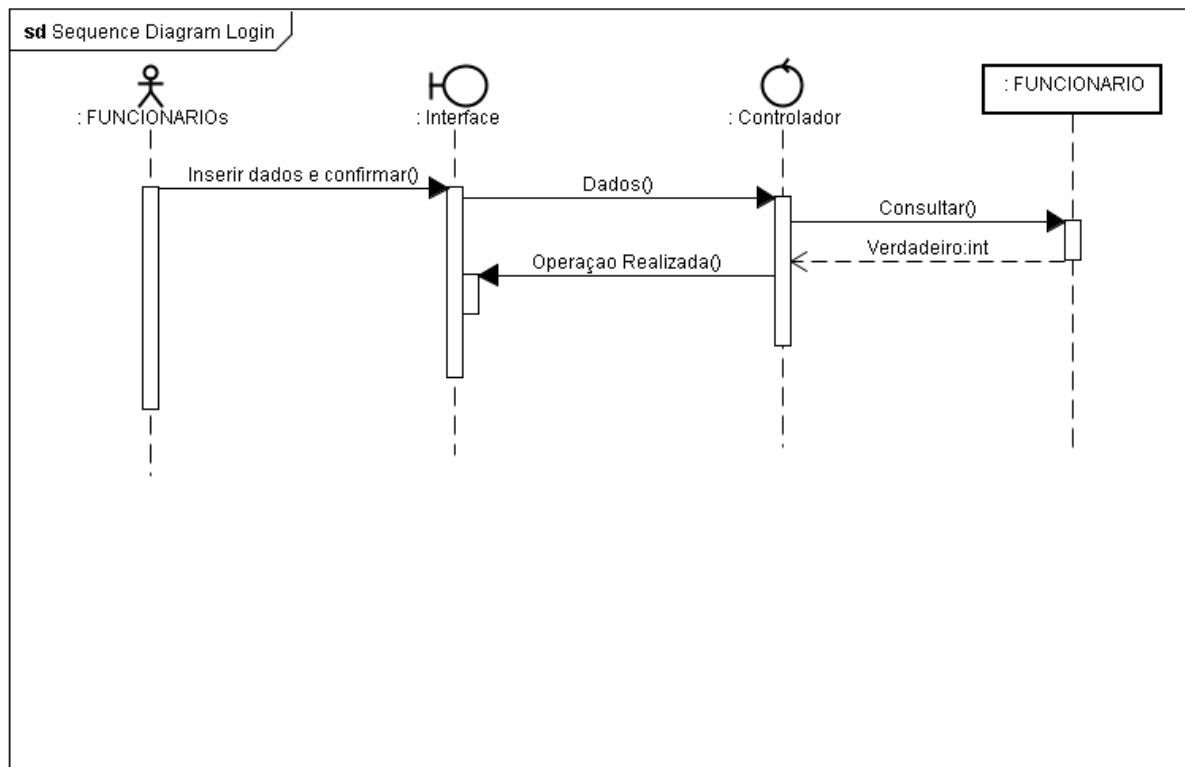 sd Sequence Diagram Login
: FUNCIONARIOs
: Interface
: Controlador
: FUNCIONARIO
Inserir dados e confirmar()
Dados()
Consultar()
Verdadeiro:int
Operaçao Realizada()